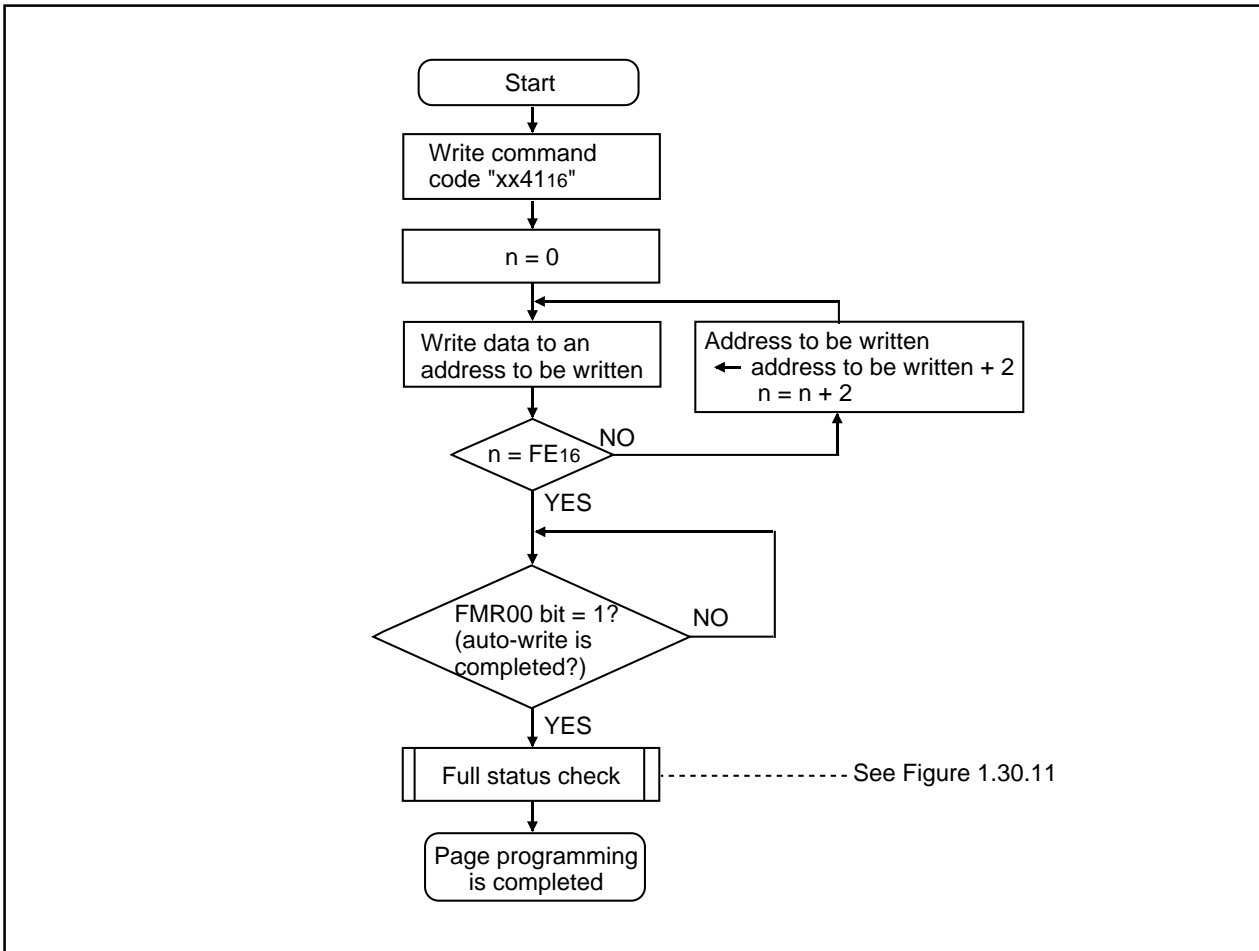 Start
Write command
code "xx4116"
n = 0
Write data to an
address to be written
Address to be written
← address to be written + 2
n = n + 2
n = FE16
NO
YES
FMR00 bit = 1?
(auto-write is
completed?)
NO
YES
Full status check
See Figure 1.30.11
Page programming
is completed